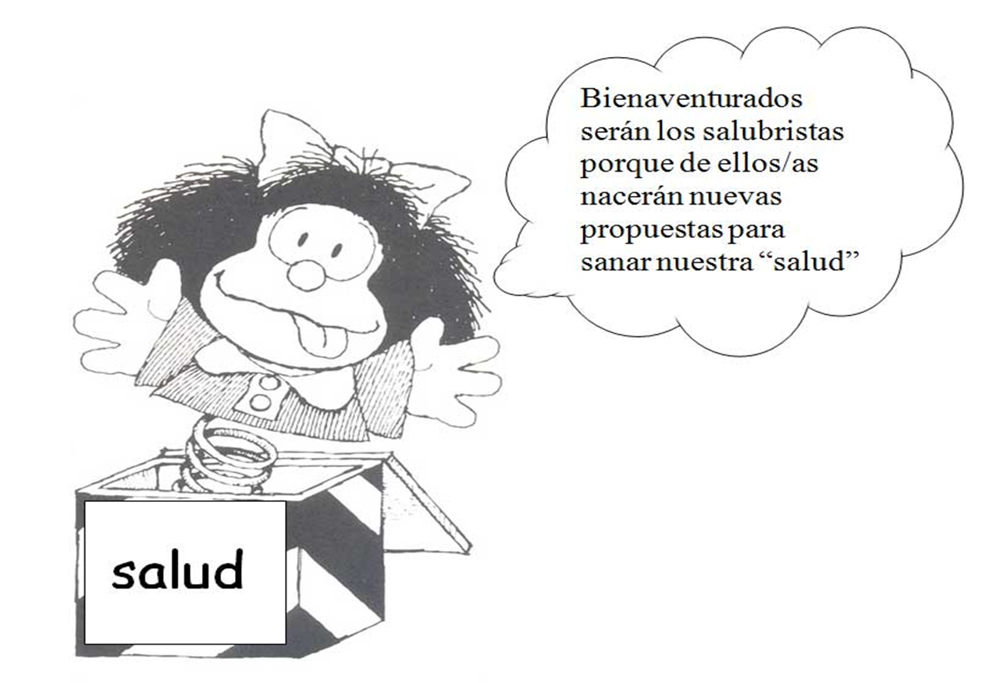 Bienaventurados
serán los salubristas
porque de ellos/as
nacerán nuevas
propuestas para
sanar nuestra “salud”
salud